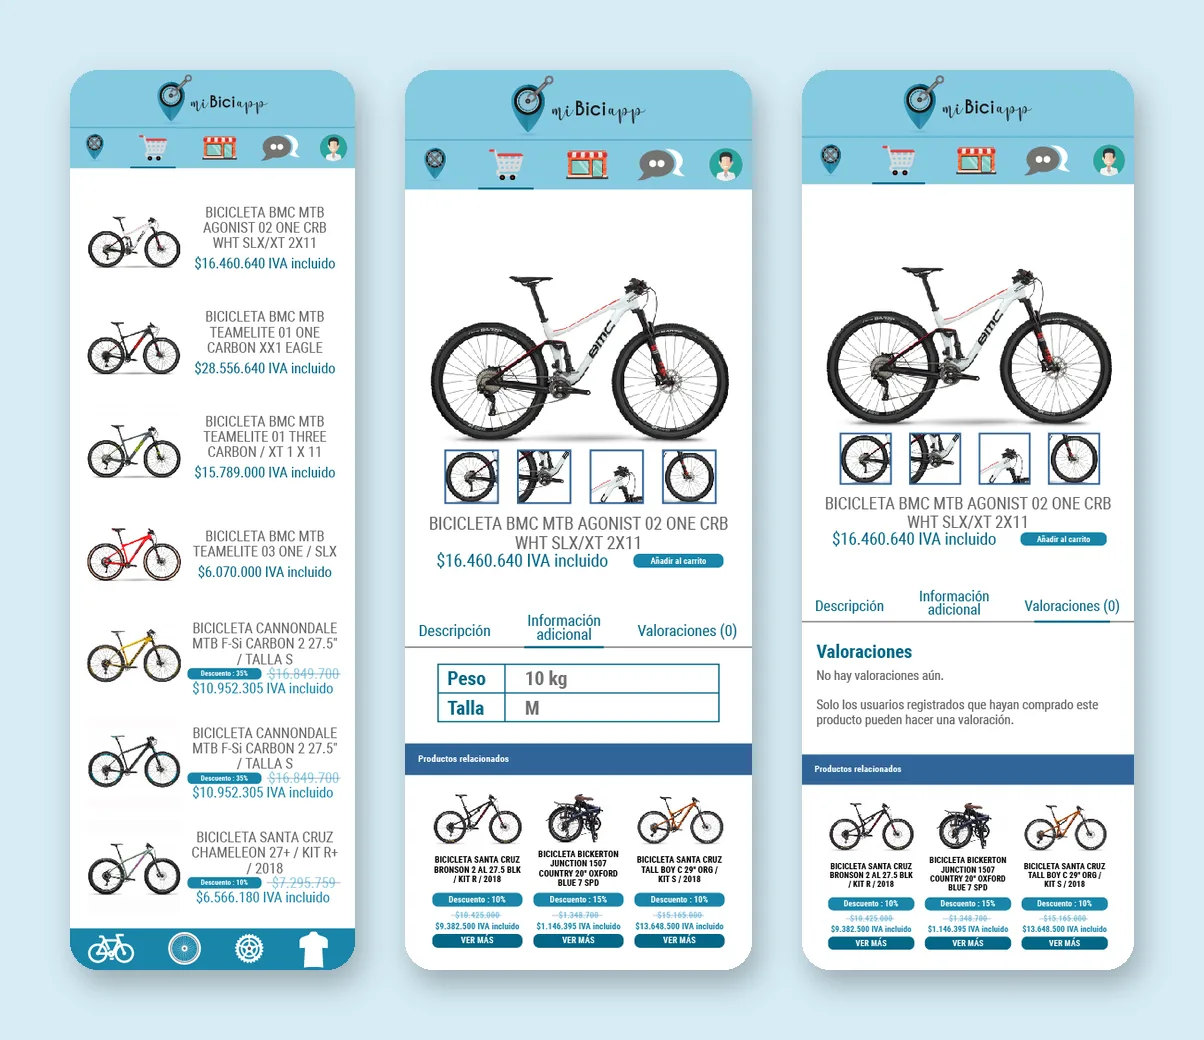 mi Bici app
BICICLETA BMC MTB
AGONIST 02 ONE CRB
WHT SLX/XT 2X11
$16.460.640 IVA incluido
BICICLETA BMC MTB
TEAMELITE 01 ONE
CARBON XX1 EAGLE
$28.556.640 IVA incluido
BICICLETA BMC MTB
TEAMELITE 01 THREE
CARBON / XT 1 X 11
$15.789.000 IVA incluido
BICICLETA BMC MTB
TEAMELITE 03 ONE / SLX
$6.070.000 IVA incluido
BICICLETA CANNONDALE
MTB F-Si CARBON 2 27.5"
/ TALLA S
Descuento : 35% $16.849.700
$10.952.305 IVA incluido
BICICLETA CANNONDALE
MTB F-Si CARBON 2 27.5"
/ TALLA S
Descuento : 35% $16.849.700
$10.952.305 IVA incluido
BICICLETA SANTA CRUZ
CHAMELEON 27+ / KIT R+
/ 2018
Descuento : 10% $7.295.759
$6.566.180 IVA incluido
mi Bici app
BMC
BICICLETA BMC MTB AGONIST 02 ONE CRB
WHT SLX/XT 2X11
$16.460.640 IVA incluido
Añadir al carrito
Descripción
Información
adicional
Valoraciones (0)
Peso 10 kg
Talla M
Productos relacionados
BICICLETA SANTA CRUZ
BRONSON 2 AL 27.5 BLK
/ KIT R / 2018
Descuento : 10%
$10.425.000
$9.382.500 IVA incluido
VER MÁS
BICICLETA BICKERTON
JUNCTION 1507
COUNTRY 20° OXFORD
BLUE 7 SPD
Descuento : 15%
$1.348.700
$1.146,395 IVA incluido
VER MÁS
BICICLETA SANTA CRUZ
TALL BOY C 29° ORG /
KIT S / 2018
Descuento : 10%
$15.165.000
$13.648.500 IVA incluido
VER MÁS
mi Bici app
BMC
BICICLETA BMC MTB AGONIST 02 ONE CRB
WHT SLX/XT 2X11
$16.460.640 IVA incluido
Añadir al carrito
Descripción
Información
adicional
Valoraciones (0)
Valoraciones
No hay valoraciones aún.
Solo los usuarios registrados que hayan comprado este
producto pueden hacer una valoración.
Productos relacionados
BICICLETA SANTA CRUZ
BRONSON 2 AL 27.5 BLK
/ KIT R / 2018
Descuento : 10%
$10.425.000
$9.382.500 IVA incluido
VER MÁS
BICICLETA BICKERTON
JUNCTION 1507
COUNTRY 20° OXFORD
BLUE 7 SPD
Descuento : 15%
$1.348.700
$1.146,395 IVA incluido
VER MÁS
BICICLETA SANTA CRUZ
TALL BOY C 29° ORG /
KIT S / 2018
Descuento : 10%
$15.165.000
$13.648.500 IVA incluido
VER MÁS